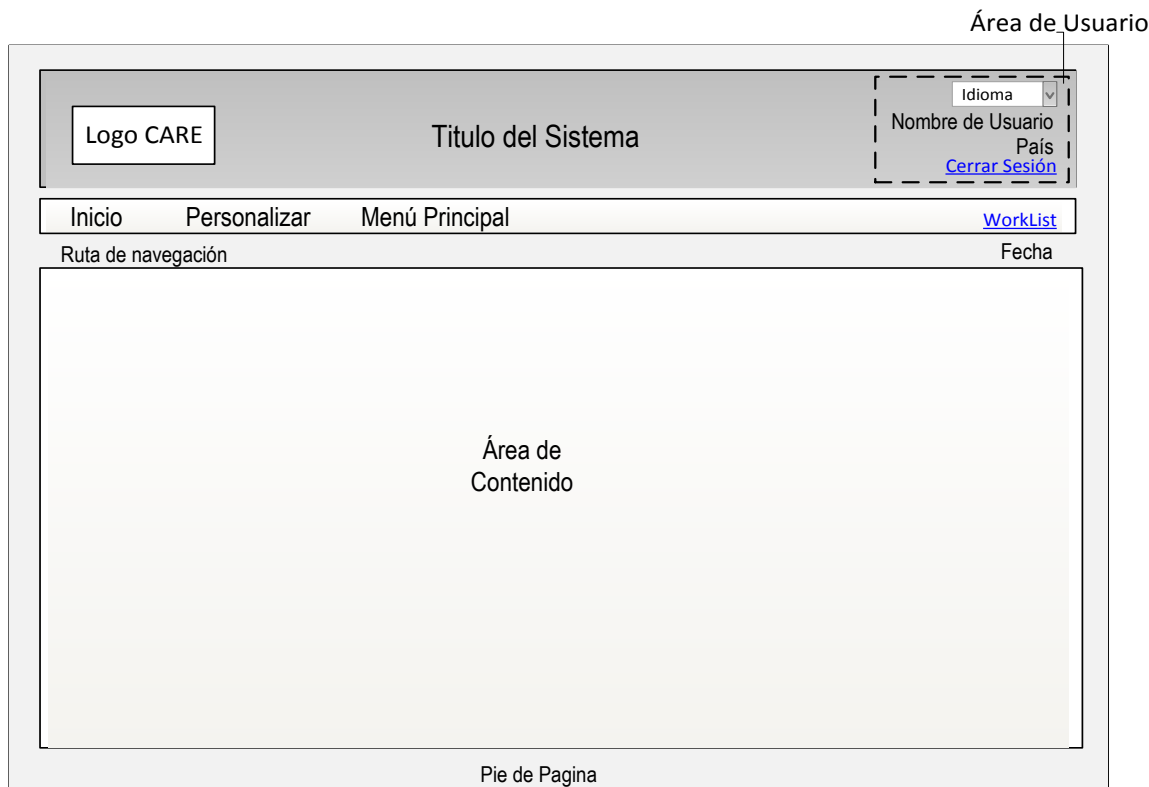 Área de Usuario
Idioma
Logo CARE
Titulo del Sistema
Nombre de Usuario
País
Cerrar Sesión
Inicio Personalizar Menú Principal WorkList
Ruta de navegación Fecha
Área de
Contenido
Pie de Pagina